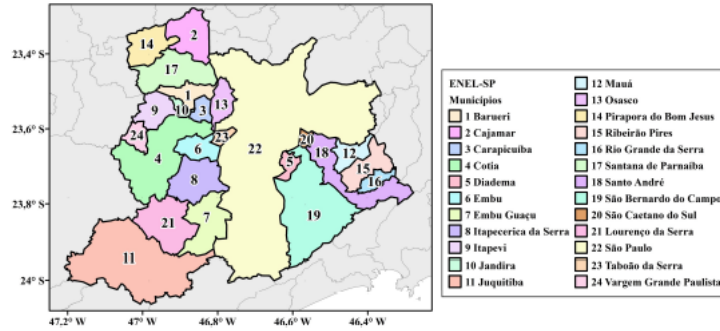 23,4° S
23,6° S
23,8° S
24° S
47,2° W
47° W
46,8° W
46,6° W
46,4° W
14
2
17
1
10
3
13
9
24
23
4
6
22
8
5
20
18
12
15
16
19
21
7
11
ENEL-SP
Municípios
1 Barueri
2 Cajamar
3 Carapicuíba
4 Cotia
5 Diadema
6 Embu
7 Embu Guaçu
8 Itapecerica da Serra
9 Itapevi
10 Jandira
11 Juquitiba
12 Mauá
13 Osasco
14 Pirapora do Bom Jesus
15 Ribeirão Pires
16 Rio Grande da Serra
17 Santana de Parnaíba
18 Santo André
19 São Bernardo do Campo
20 São Caetano do Sul
21 Lourenço da Serra
22 São Paulo
23 Taboão da Serra
24 Vargem Grande Paulista